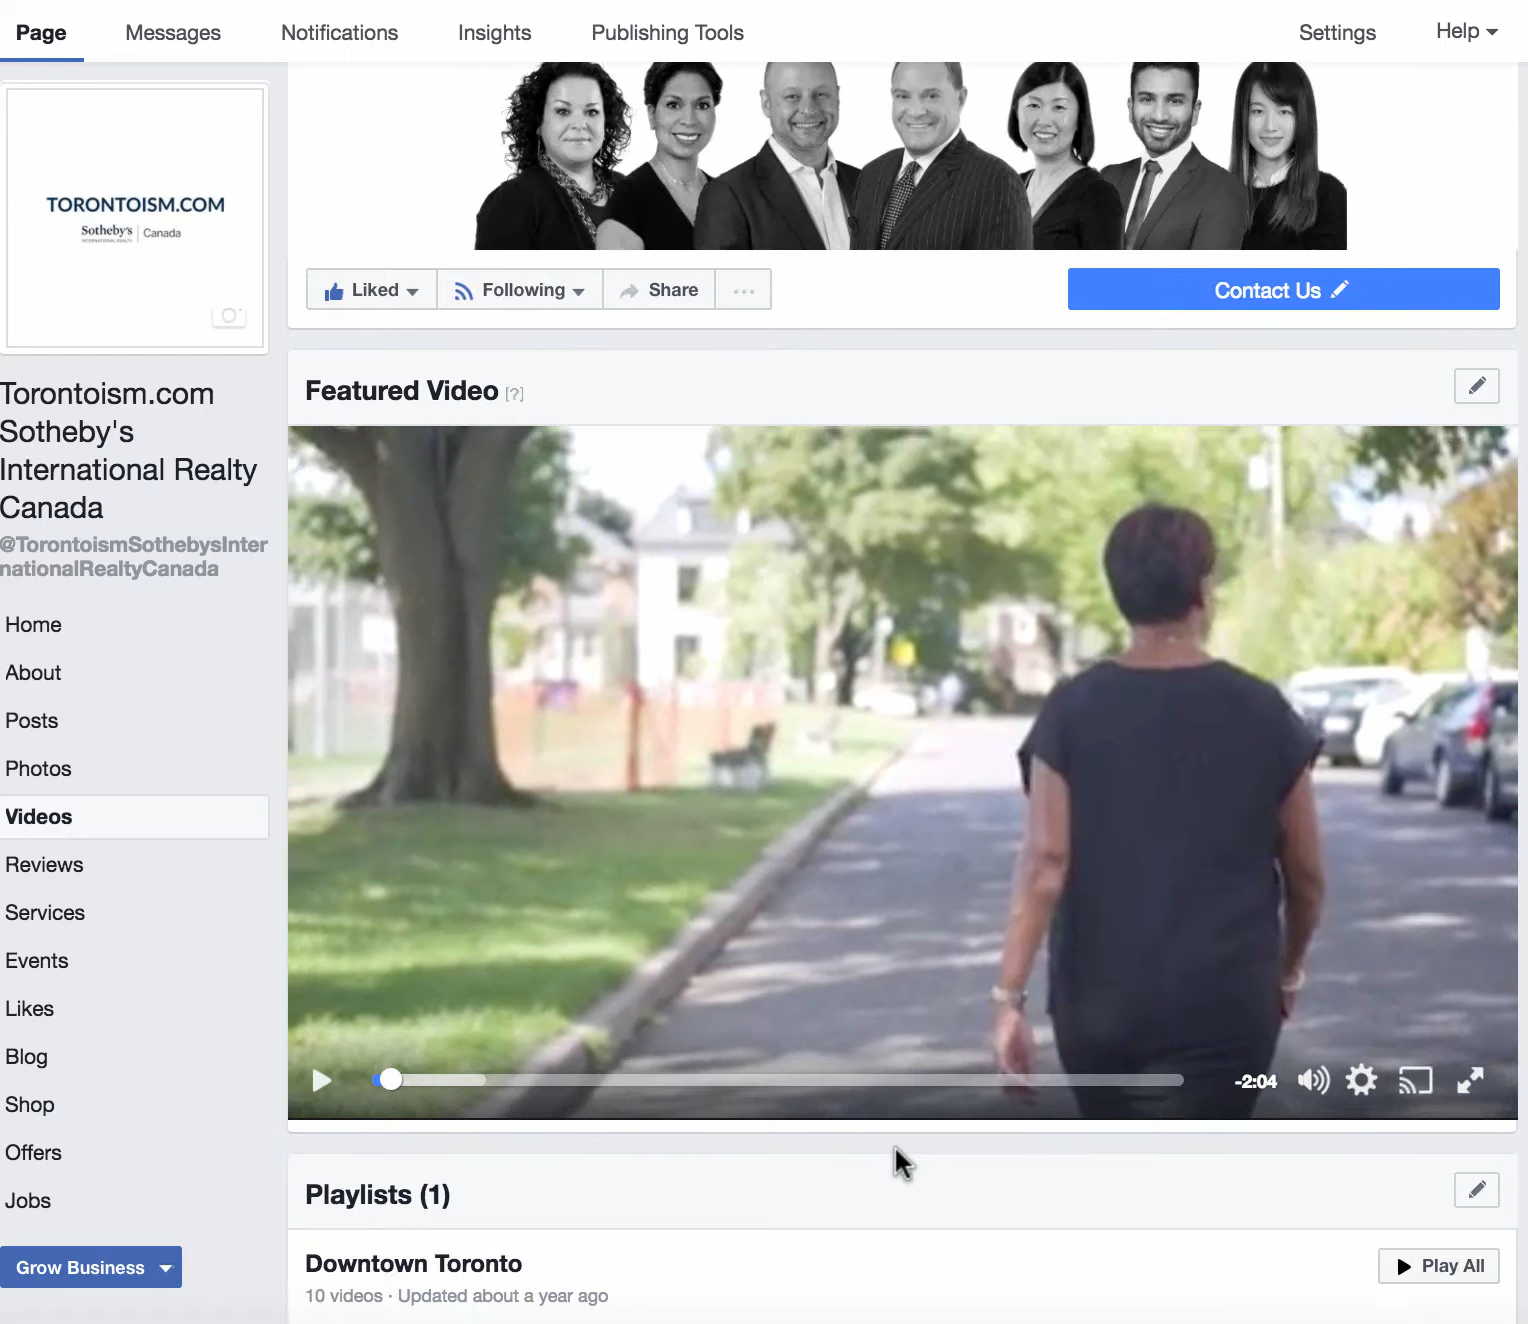 Page Messages Notifications Insights Publishing Tools Settings Help
TORONTOISM.COM
Sotheby's | Canada
INTERNATIONAL REALTY
Liked Following Share ... Contact Us
Torontoism.com
Sotheby's
International Realty
Canada
@TorontoismSothebysInter
nationalRealtyCanada
Home
About
Posts
Photos
Videos
Reviews
Services
Events
Likes
Blog
Shop
Offers
Jobs
Grow Business
Featured Video [?]
-2:04
Playlists (1)
Downtown Toronto
10 videos · Updated about a year ago
Play All